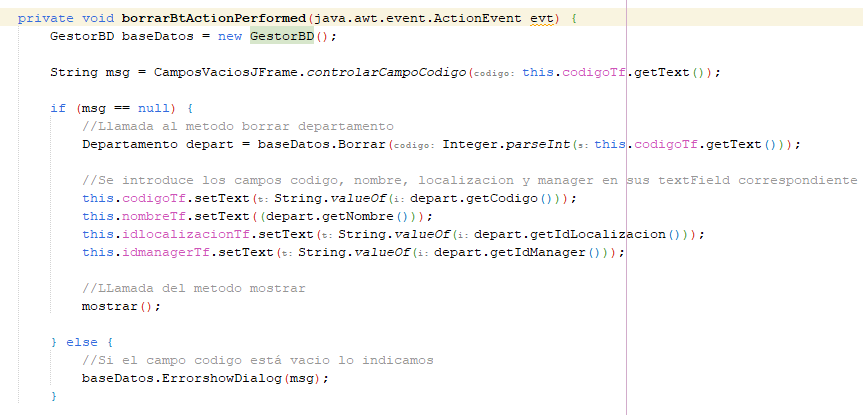 private void borrarBtActionPerformed(java.awt.event.ActionEvent evt) {
GestorBD baseDatos = new GestorBD();
String msg = CamposVaciosJFrame.controlarCampoCodigo(codigo: this.codigoTf.getText());
if (msg == null) {
//Llamada al metodo borrar departamento
Departamento depart = baseDatos.Borrar(codigo: Integer.parseInt(s: this.codigoTf.getText()));
//Se introduce los campos codigo, nombre, localizacion y manager en sus textField correspondiente
this.codigoTf.setText(t: String.valueOf(i: depart.getCodigo()));
this.nombreTf.setText((depart.getNombre()));
this.idlocalizacionTf.setText(t: String.valueOf(i: depart.getIdLocalizacion()));
this.idmanagerTf.setText(t: String.valueOf(i: depart.getIdManager()));
//LLamada del metodo mostrar
mostrar();
} else {
//Si el campo codigo está vacio lo indicamos
baseDatos.ErrorshowDialog(msg);
}